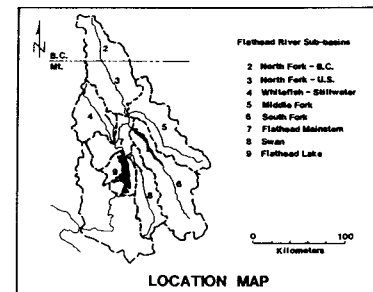 N
B.C.
Mt.
2
3
4
5
7
9
8
6
Flathead River Sub-basins
2 North Fork - B.C.
3 North Fork - U.S.
4 Whitefish - Stillwater
5 Middle Fork
6 South Fork
7 Flathead Mainstem
8 Swan
9 Flathead Lake
0 100
Kilometers
LOCATION MAP